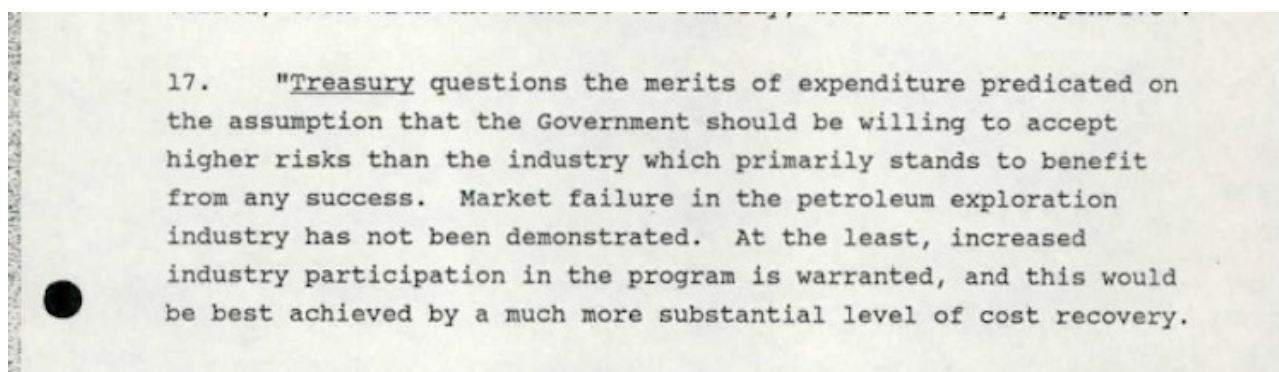 17. "Treasury questions the merits of expenditure predicated on
the assumption that the Government should be willing to accept
higher risks than the industry which primarily stands to benefit
from any success. Market failure in the petroleum exploration
industry has not been demonstrated. At the least, increased
industry participation in the program is warranted, and this would
be best achieved by a much more substantial level of cost recovery.